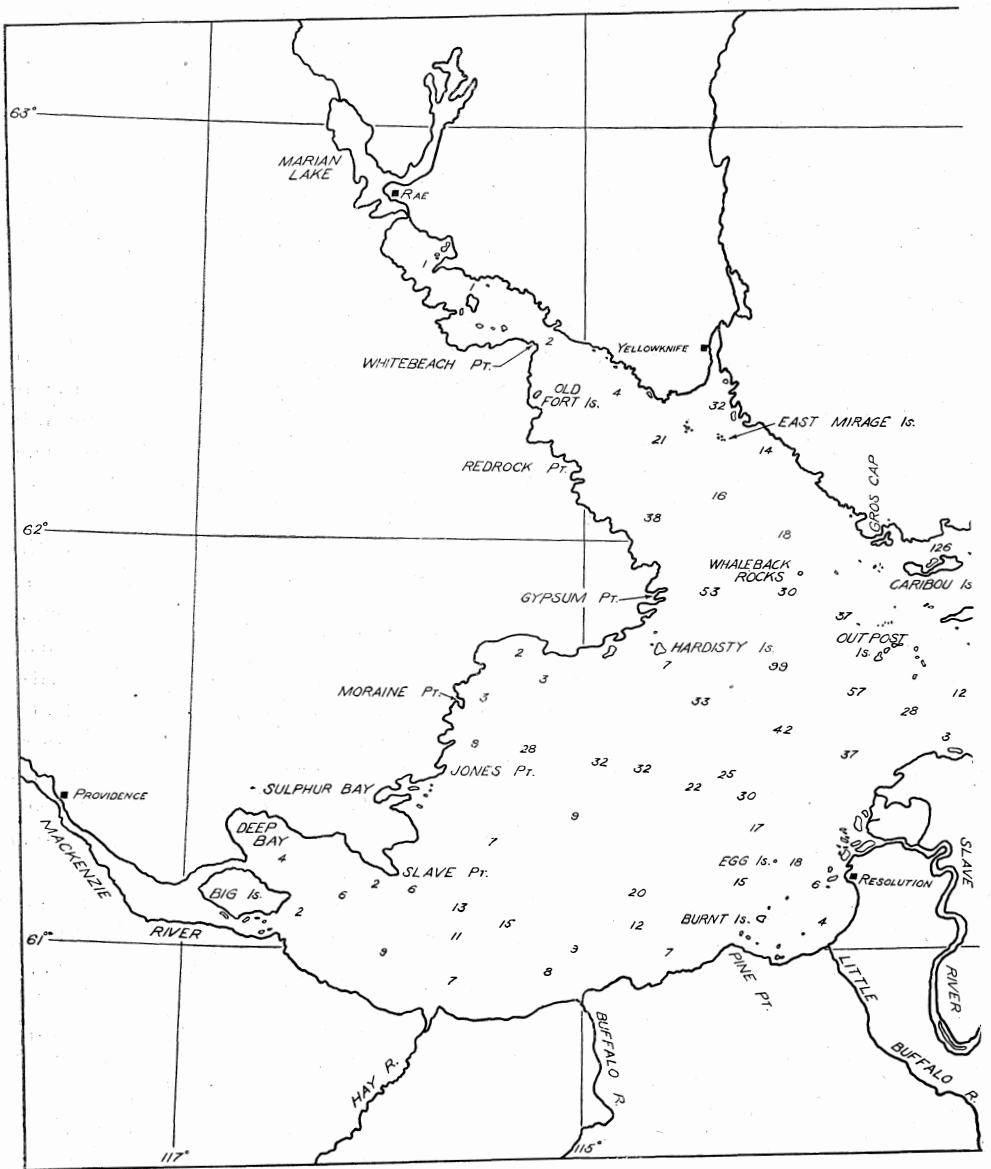 63°
MARIAN
LAKE
RAE
1
1
2
YELLOWKNIFE
WHITEBEACH PT.
OLD
FORT IS.
4
32
EAST MIRAGE IS.
21
14
REDROCK PT.
GROS CAP
16
38
62°
18
126
WHALEBACK
ROCKS
CARIBOU IS
GYPSUM PT.
53
30
37
OUTPOST
IS.
HARDISTY IS.
2
7
99
3
MORAINE PT.
3
33
57
12
28
42
3
8
28
37
JONES PT.
32
32
25
22
30
SULPHUR BAY
PROVIDENCE
9
DEEP
BAY
17
7
MACKENZIE
4
EGG IS.
18
SLAVE
SLAVE PT.
RESOLUTION
BIG IS.
6
2
6
15
6
20
2
13
15
12
BURNT IS.
4
RIVER
11
61°
9
9
7
PINE PT.
LITTLE
RIVER
7
8
BUFFALO R.
HAY R.
BUFFALO R.
117°
115°